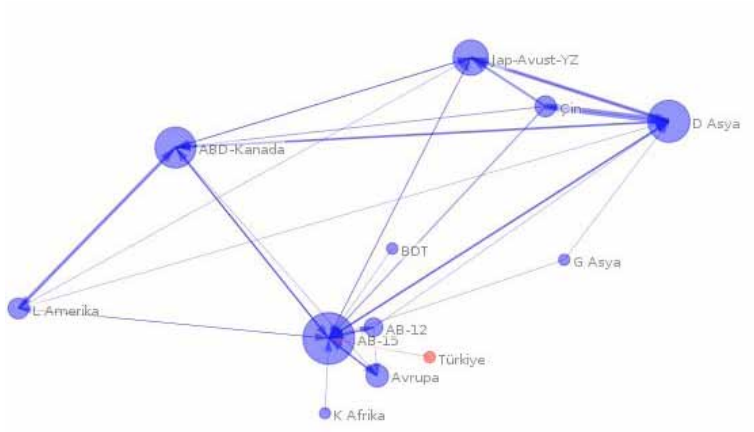 Jap-Avust-YZ
Çin
D Asya
ABD-Kanada
BDT
G Asya
L Amerika
AB-12
AB-15
Türkiye
Avrupa
K Afrika